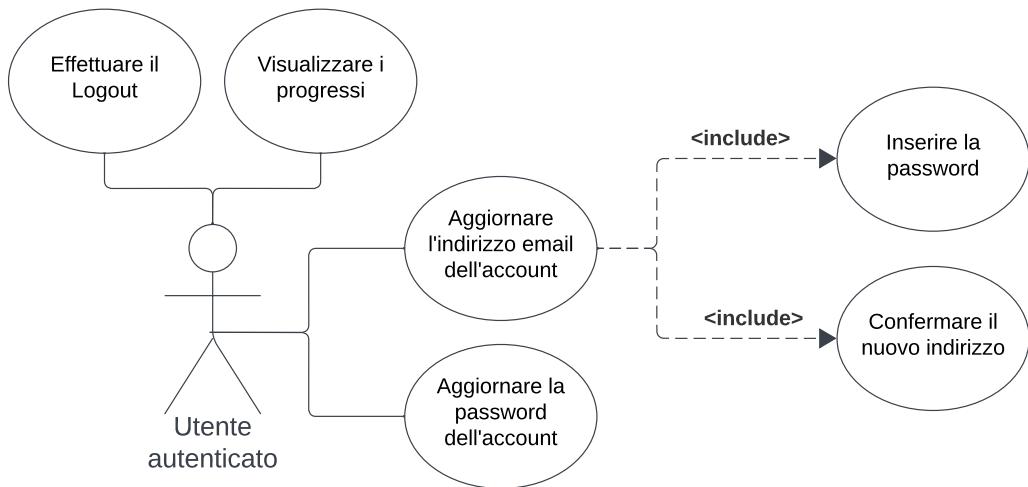 Effettuare il
Logout
Visualizzare i
progressi
<include>
Inserire la
password
Aggiornare
l'indirizzo email
dell'account
<include>
Confermare il
nuovo indirizzo
Aggiornare la
password
dell'account
Utente
autenticato